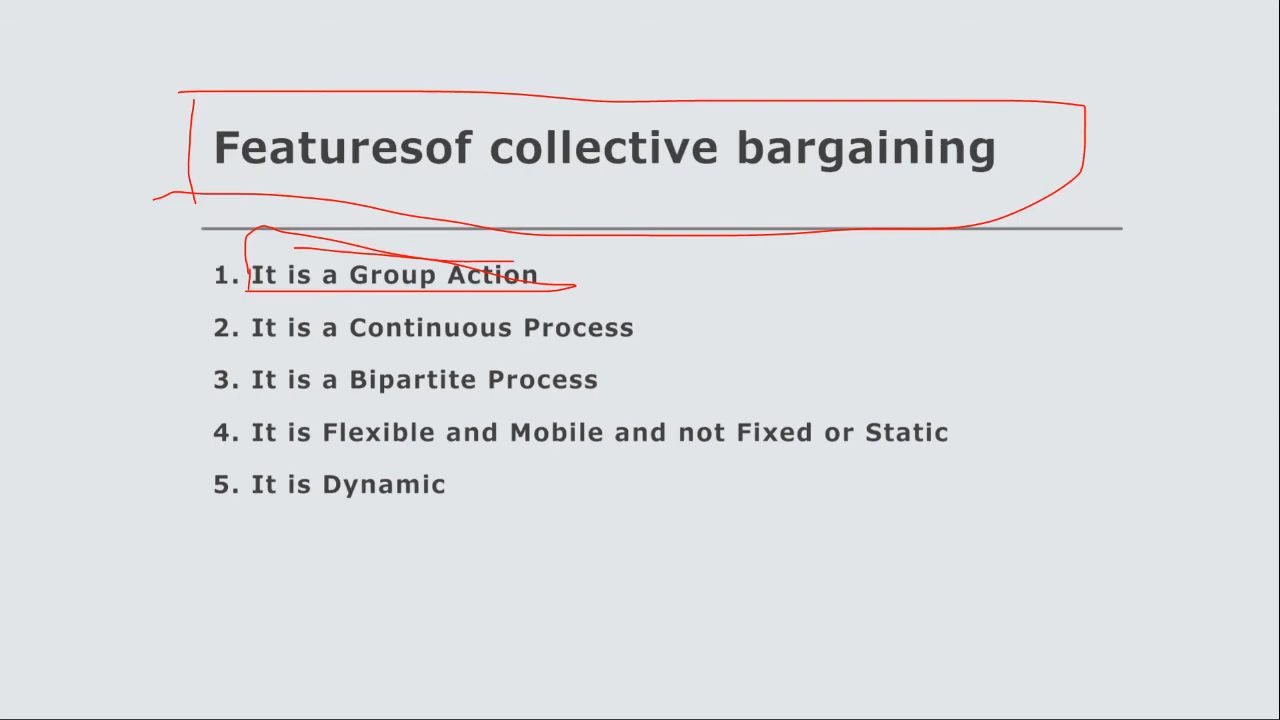 Featuresof collective bargaining
1. It is a Group Action
2. It is a Continuous Process
3. It is a Bipartite Process
4. It is Flexible and Mobile and not Fixed or Static
5. It is Dynamic